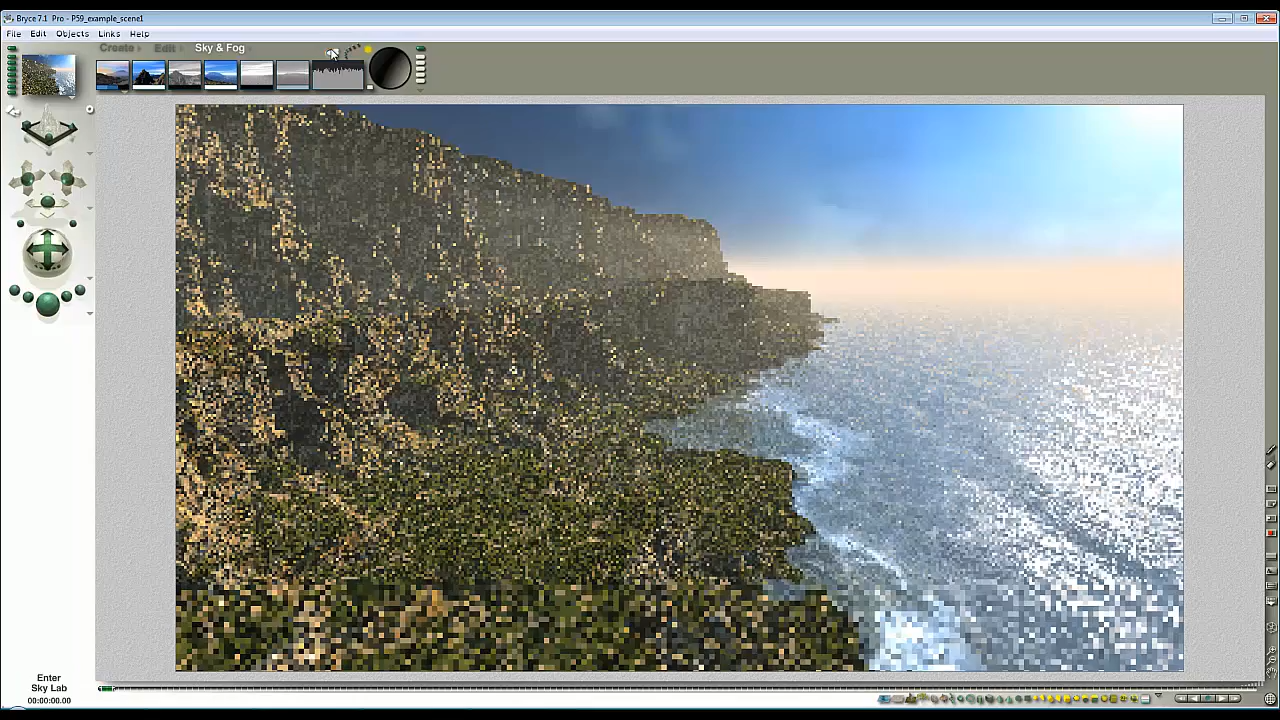 Bryce 7.1 Pro - P59_example_scene1
File Edit Objects Links Help
Create Edit Sky & Fog
Enter
Sky Lab
00:00:00.00